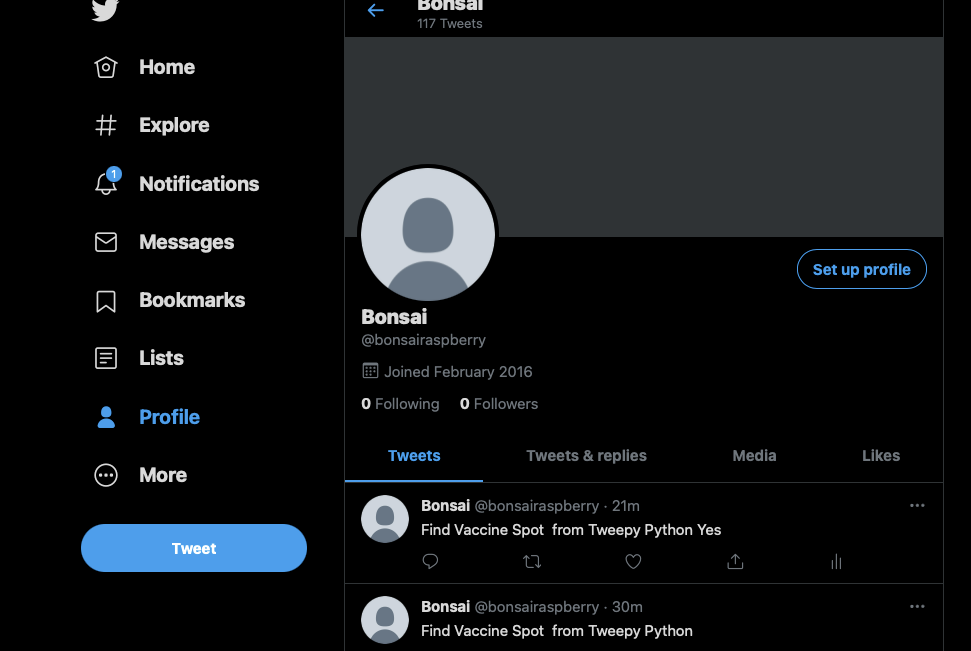 Bonsai
117 Tweets
Home
Explore
1
Notifications
Messages
Bookmarks
Lists
Profile
More
Tweet
Set up profile
Bonsai
@bonsairaspberry
Joined February 2016
0 Following 0 Followers
Tweets Tweets & replies Media Likes
Bonsai @bonsairaspberry · 21m
Find Vaccine Spot  from Tweepy Python Yes
Bonsai @bonsairaspberry · 30m
Find Vaccine Spot  from Tweepy Python